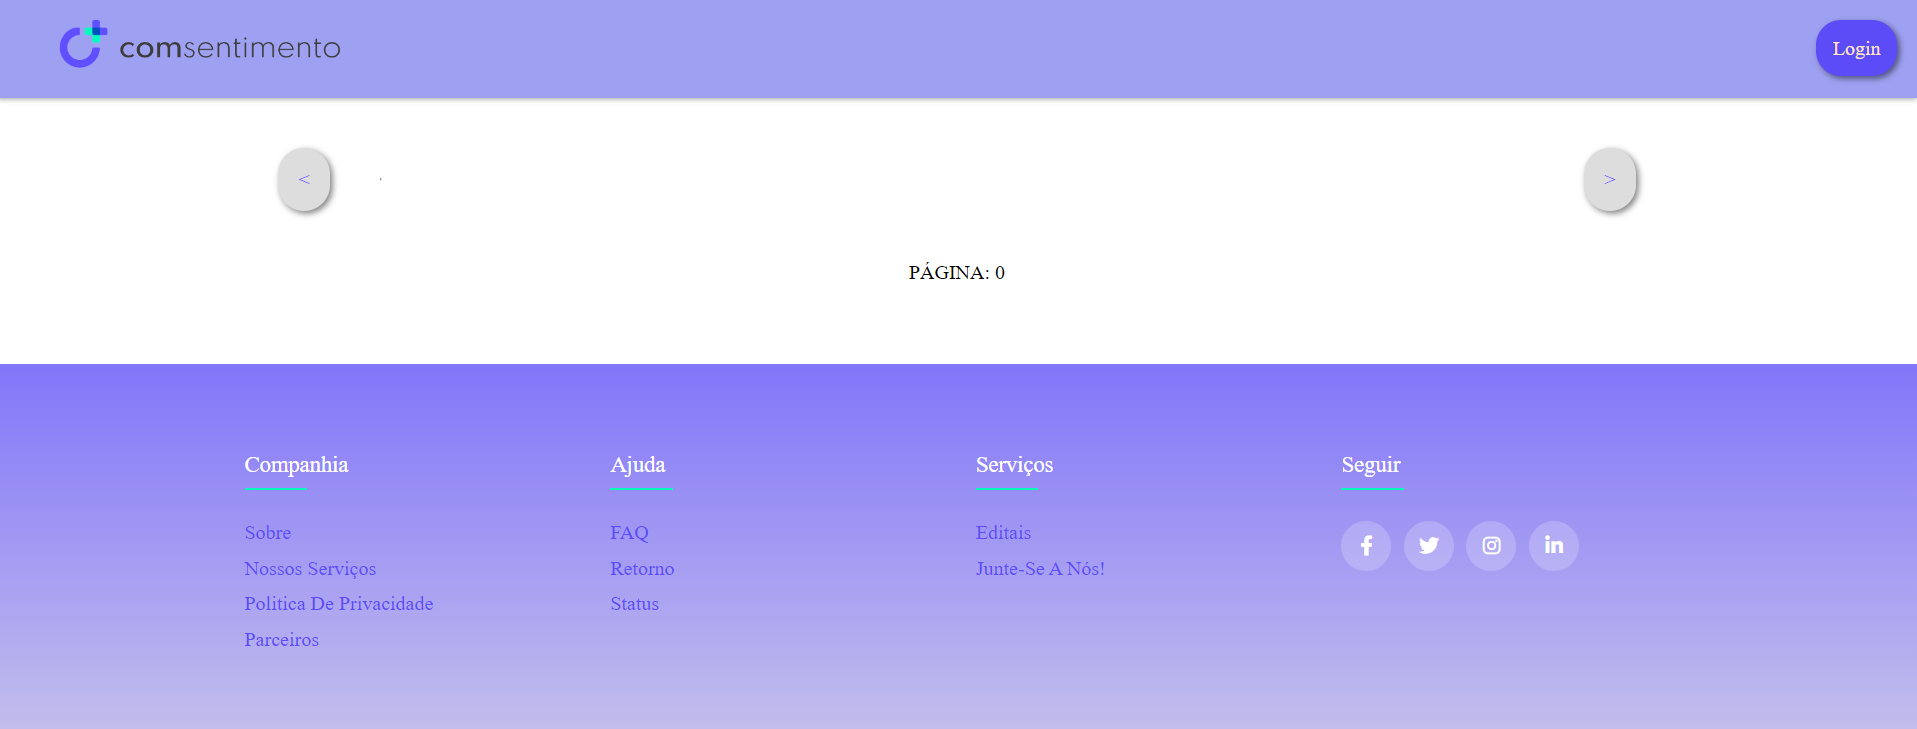 comsentimento
Login
< , >
PÁGINA: 0
Companhia
Sobre
Nossos Serviços
Politica De Privacidade
Parceiros
Ajuda
FAQ
Retorno
Status
Serviços
Editais
Junte-Se A Nós!
Seguir